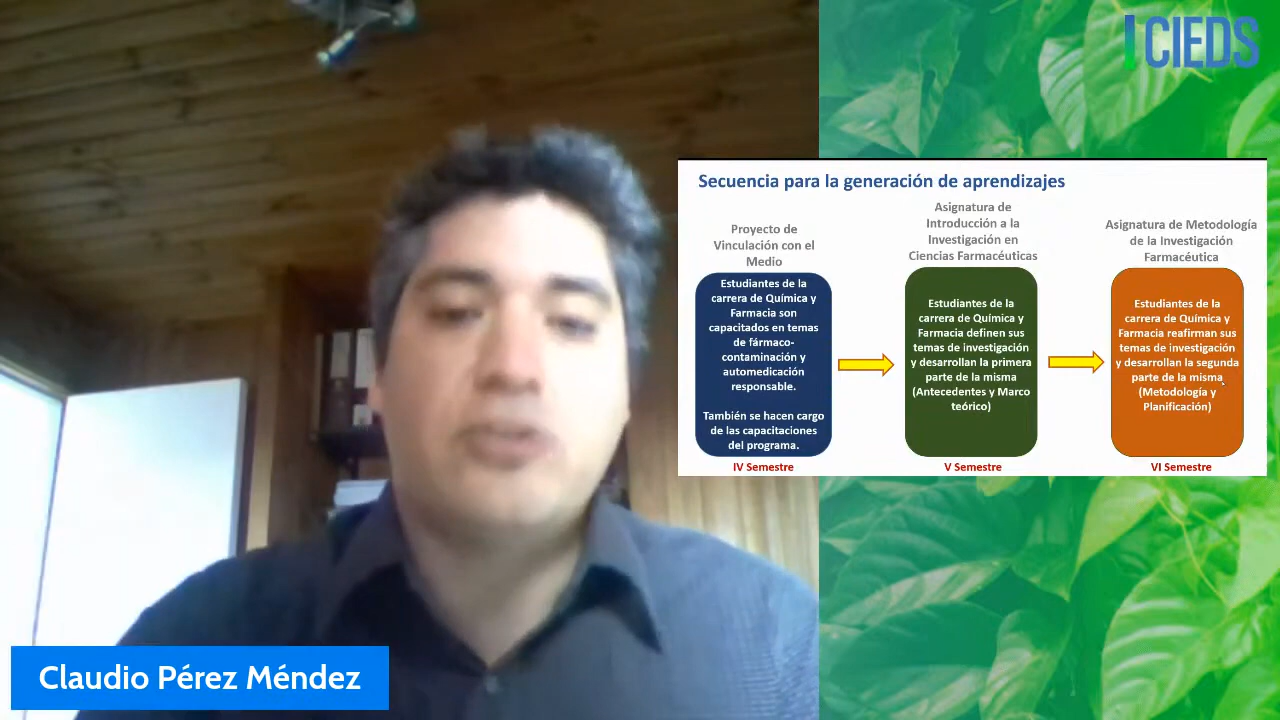 CIEDS
Secuencia para la generación de aprendizajes
Proyecto de
Vinculación con el
Medio
Estudiantes de la
carrera de Química y
Farmacia son
capacitados en temas
de fármaco-
contaminación y
automedicación
responsable.
También se hacen cargo
de las capacitaciones
del programa.
IV Semestre
Asignatura de
Introducción a la
Investigación en
Ciencias Farmacéuticas
Estudiantes de la
carrera de Química y
Farmacia definen sus
temas de investigación
y desarrollan la primera
parte de la misma
(Antecedentes y Marco
teórico)
V Semestre
Asignatura de Metodología
de la Investigación
Farmacéutica
Estudiantes de la
carrera de Química y
Farmacia reafirman sus
temas de investigación
y desarrollan la segunda
parte de la misma
(Metodología y
Planificación)
VI Semestre
Claudio Pérez Méndez